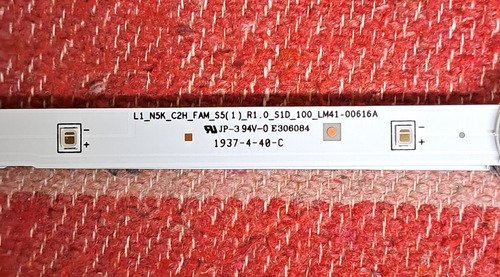 L1_N5K_C2H_FAM_S5(1)_R1.0_S1D_100_LM41-00616A
JP-3 94V-0 E306084
1937-4-40-C
- 
+
-
+